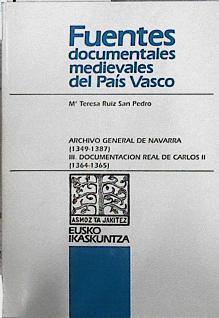 Fuentes
documentales
medievales
del País Vasco
Mª Teresa Ruiz San Pedro
ARCHIVO GENERAL DE NAVARRA
(1349-1387)
III. DOCUMENTACION REAL DE CARLOS II
(1364-1365)
ASMOZ TA JAKITEZ
EUSKO
IKASKUNTZA